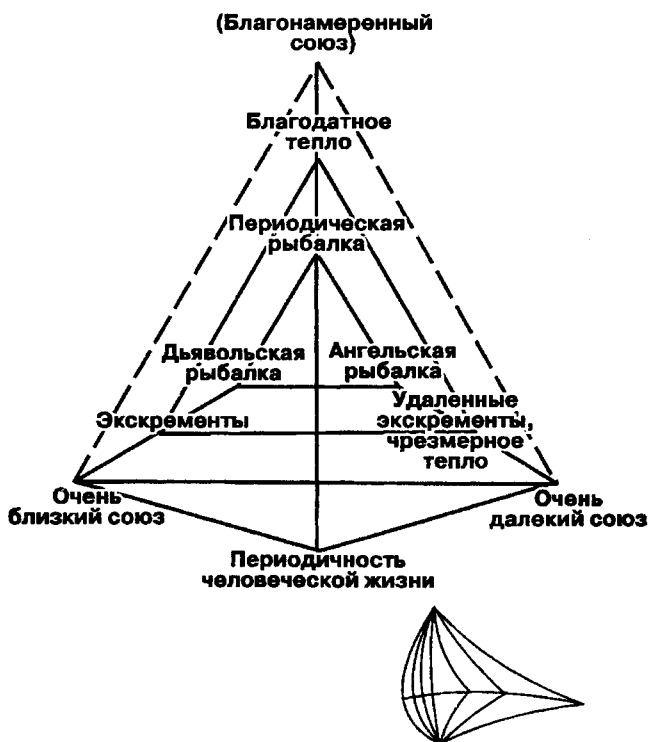 (Благонамеренный
союз)
Благодатное
тепло
Периодическая
рыбалка
Дьявольская
рыбалка
Ангельская
рыбалка
Экскременты
Удаленные
экскременты,
чрезмерное
тепло
Очень
близкий союз
Очень
далекий союз
Периодичность
человеческой жизни